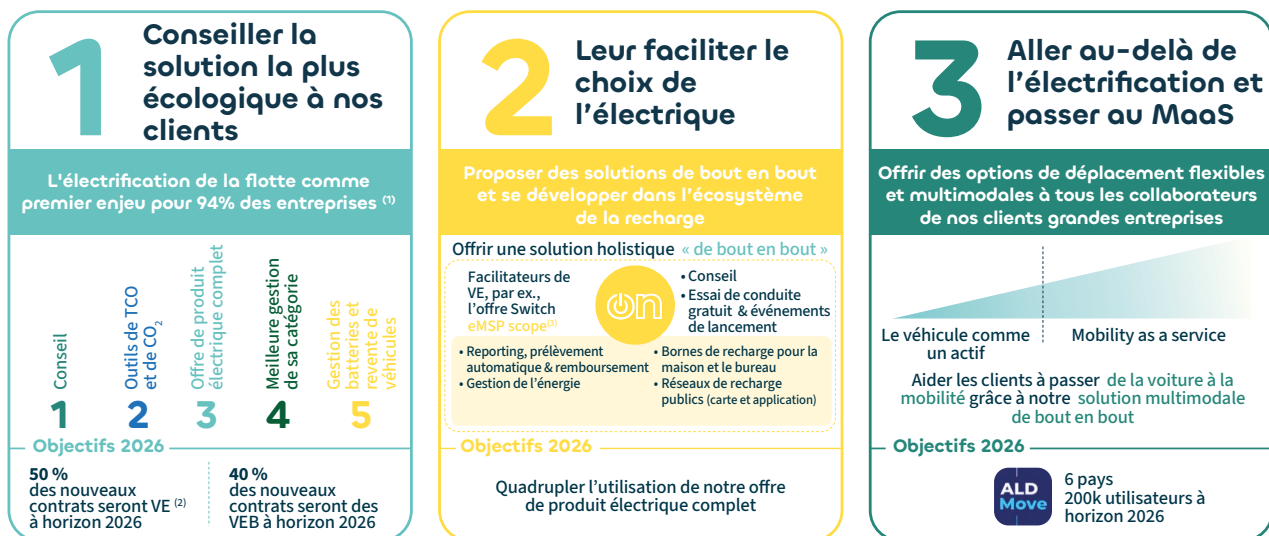 1
Conseiller la
solution la plus
écologique à nos
clients
L'électrification de la flotte comme
premier enjeu pour 94% des entreprises (1)
Conseil
1
Outils de TCO
et de CO2
2
Offre de produit
électrique complet
3
Meilleure gestion
de sa catégorie
4
Gestion des
batteries et
revente de
véhicules
5
Objectifs 2026
50 %
des nouveaux
contrats seront VE (2)
à horizon 2026
40 %
des nouveaux
contrats seront des
VEB à horizon 2026
2
Leur faciliter le
choix de
l'électrique
Proposer des solutions de bout en bout
et se développer dans l'écosystème
de la recharge
Offrir une solution holistique « de bout en bout »
Facilitateurs de
VE, par ex.,
l'offre Switch
eMSP scope(3)
on
• Conseil
• Essai de conduite
gratuit & événements
de lancement
• Reporting, prélèvement
automatique & remboursement
• Gestion de l'énergie
• Bornes de recharge pour la
maison et le bureau
• Réseaux de recharge
publics (carte et application)
Objectifs 2026
Quadrupler l'utilisation de notre offre
de produit électrique complet
3
Aller au-delà de
l'électrification et
passer au MaaS
Offrir des options de déplacement flexibles
et multimodales à tous les collaborateurs
de nos clients grandes entreprises
Le véhicule comme
un actif
Mobility as a service
Aider les clients à passer de la voiture à la
mobilité grâce à notre solution multimodale
de bout en bout
Objectifs 2026
ALD
Move
6 pays
200k utilisateurs à
horizon 2026